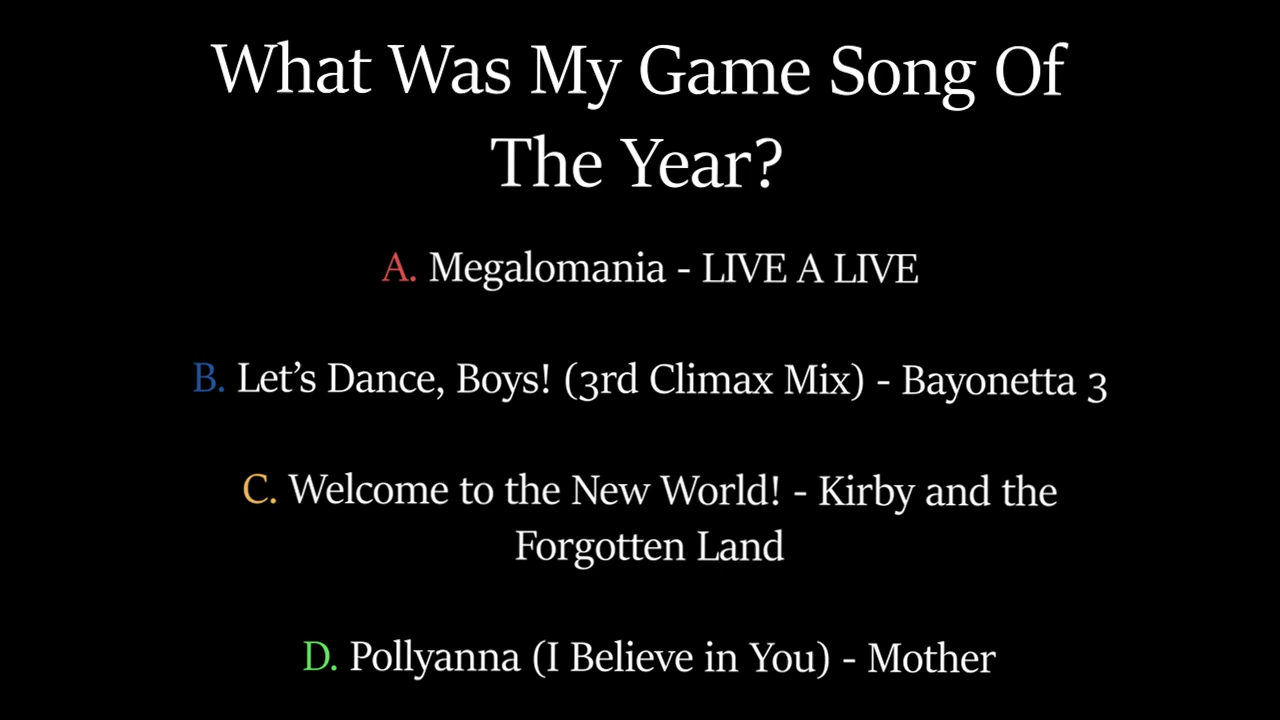 What Was My Game Song Of
The Year?
A. Megalomania - LIVE A LIVE
B. Let’s Dance, Boys! (3rd Climax Mix) - Bayonetta 3
C. Welcome to the New World! - Kirby and the
Forgotten Land
D. Pollyanna (I Believe in You) - Mother